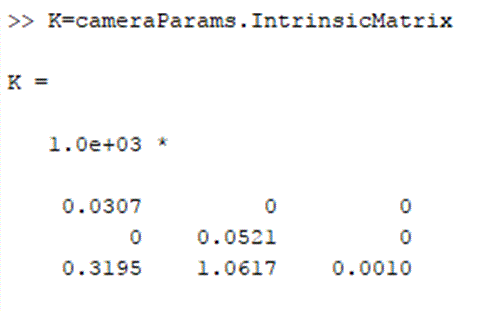 >> K=cameraParams.IntrinsicMatrix
K =
1.0e+03 *
0.0307 0 0
0 0.0521 0
0.3195 1.0617 0.0010